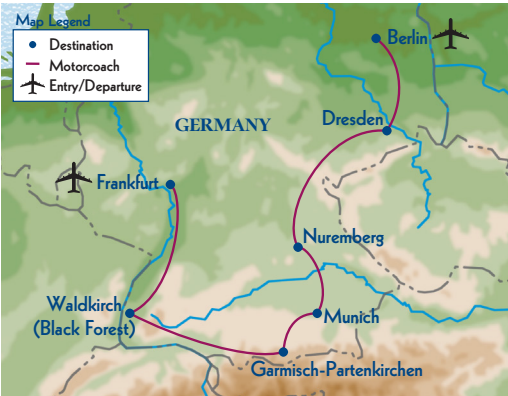 Map Legend
Destination
Motorcoach
Entry/Departure
Berlin
GERMANY
Dresden
Frankfurt
Nuremberg
Waldkirch
(Black Forest)
Munich
Garmisch-Partenkirchen